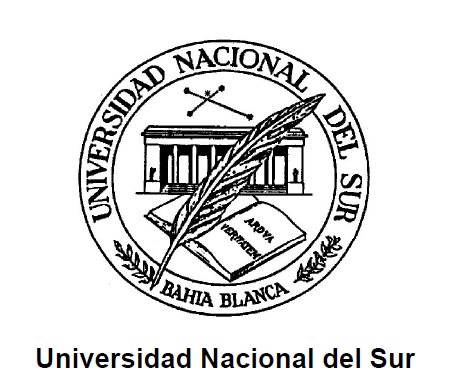 UNIVERSIDAD NACIONAL DEL SUR
ARDVA
VERITATEM
BAHIA BLANCA
Universidad Nacional del Sur